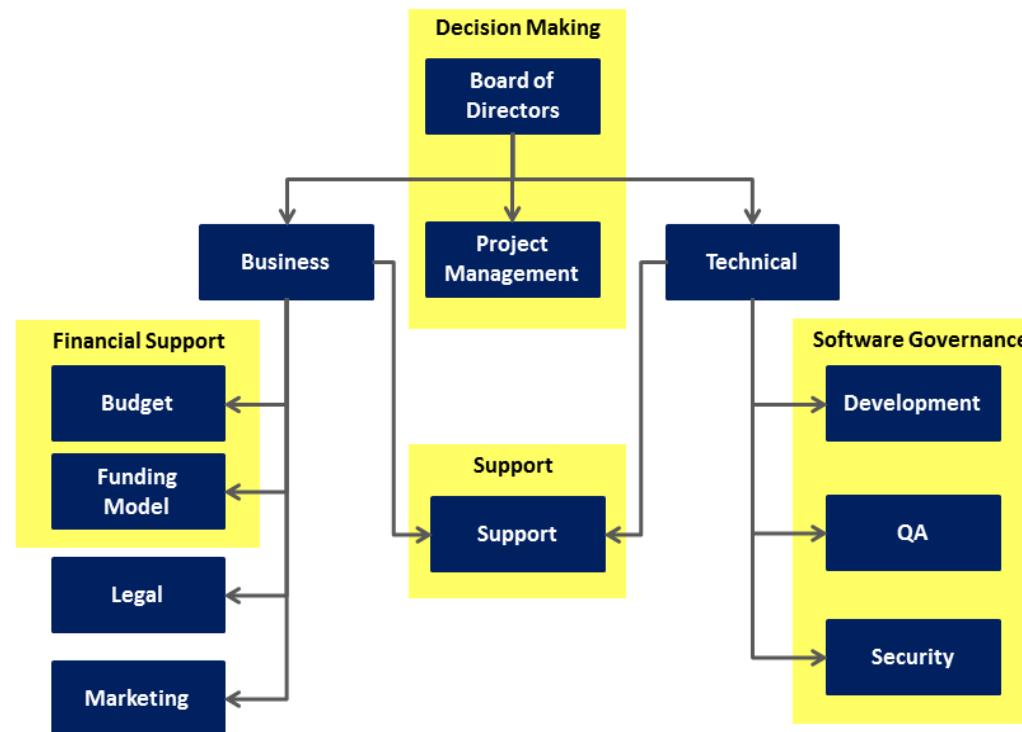 Decision Making
Board of
Directors
Business
Project
Management
Technical
Financial Support
Budget
Funding
Model
Legal
Marketing
Support
Support
Software Governance
Development
QA
Security